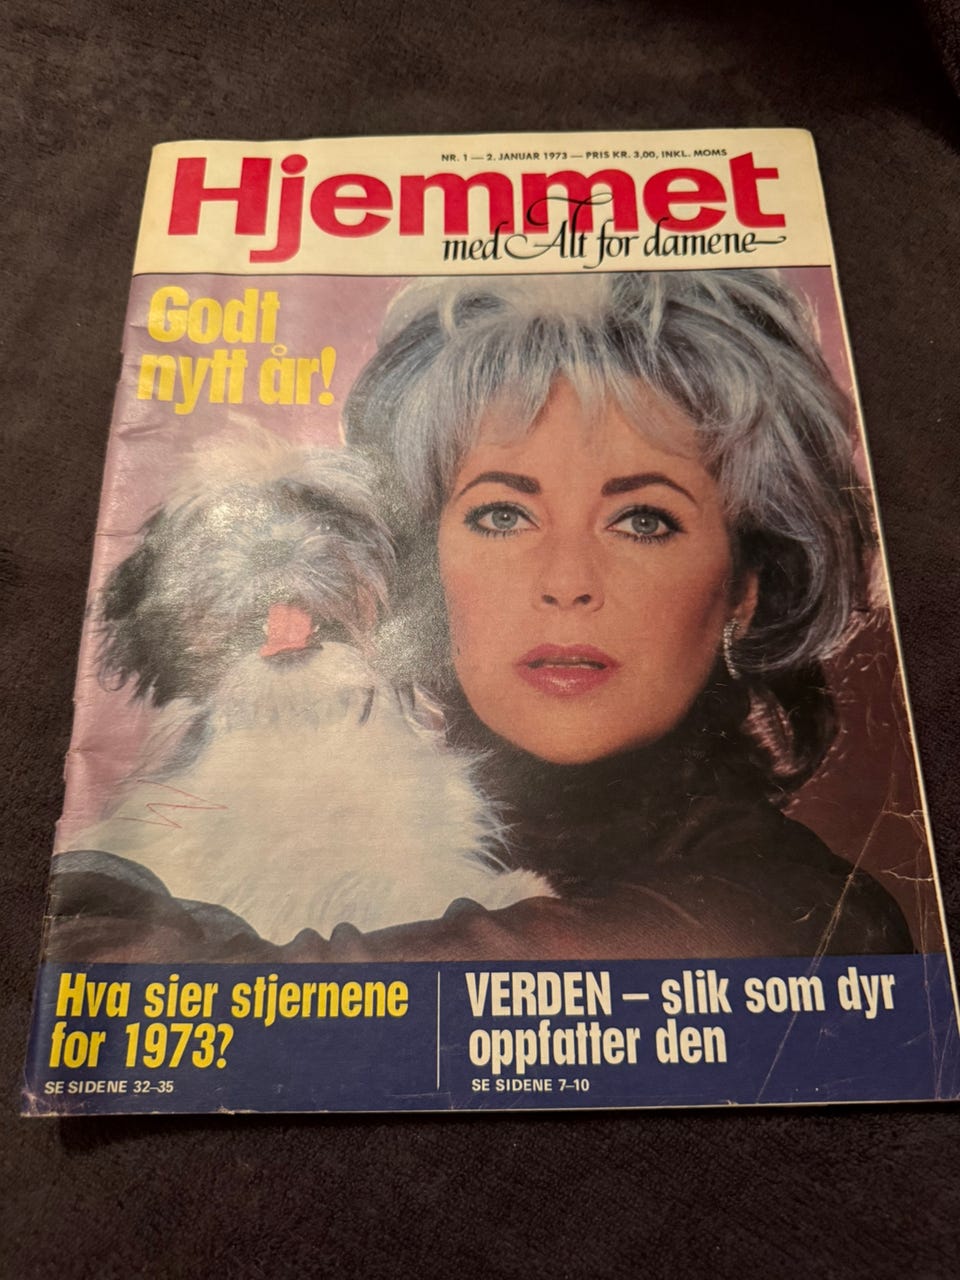 NR. 1 — 2. JANUAR 1973 — PRIS KR. 3,00, INKL. MOMS
Hjemmet
med Alt for damene
Godt
nytt år!
Hva sier stjernene
for 1973?
SE SIDENE 32–35
VERDEN – slik som dyr
oppfatter den
SE SIDENE 7–10